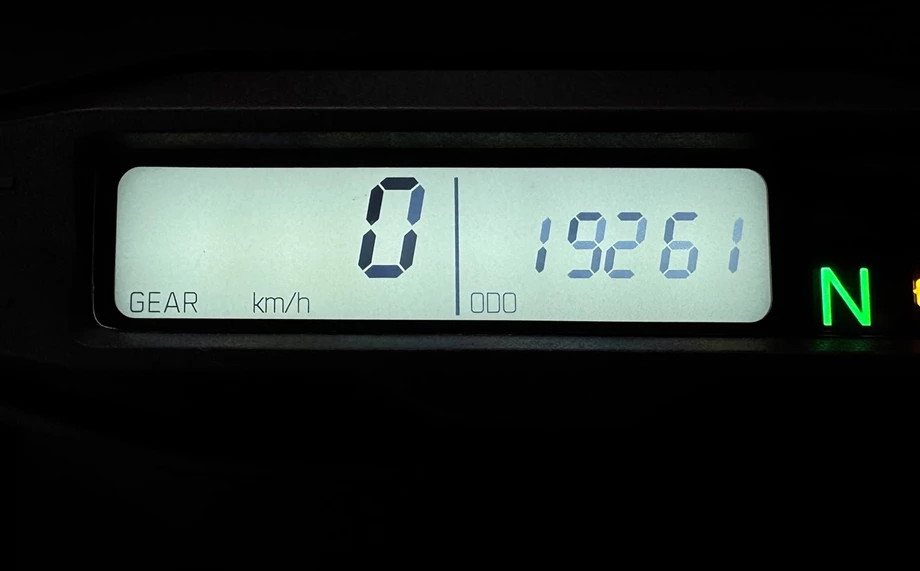 0
19261
GEAR km/h ODO
N